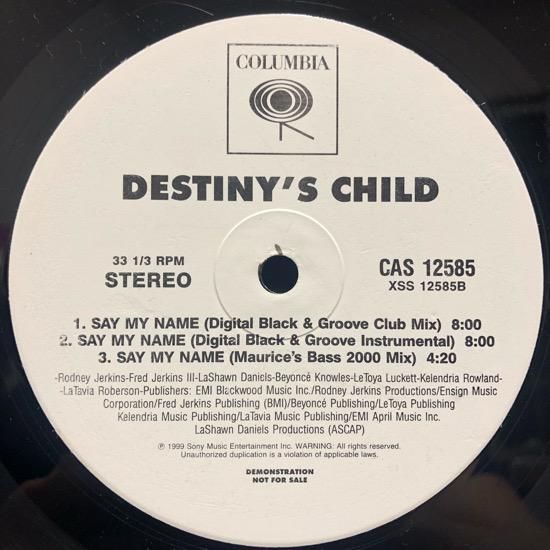 COLUMBIA
DESTINY'S CHILD
33 1/3 RPM
STEREO
CAS 12585
XSS 12585B
1. SAY MY NAME (Digital Black & Groove Club Mix) 8:00
2. SAY MY NAME (Digital Black & Groove Instrumental) 8:00
3. SAY MY NAME (Maurice's Bass 2000 Mix) 4:20
-Rodney Jerkins-Fred Jerkins III-LaShawn Daniels-Beyoncé Knowles-LeToya Luckett-Kelendria Rowland-
-LaTavia Roberson-Publishers: EMI Blckwood Music Inc./Rodney Jerkins Productions/Ensign Music
Corporation/Fred Jerkins Publishing (BMI)/Beyoncé Publishing/LeToya Publishing
Kelendria Music Publishing/LaTavia Music Publishing/EMI April Music Inc.
LaShawn Daniels Productions (ASCAP)
℗ 1999 Sony Music Entertainment Inc. WARNING: All rights reserved.
Unauthorized duplication is a violation of applicable laws.
DEMONSTRATION
NOT FOR SALE